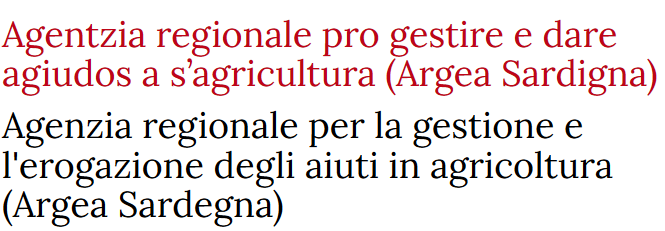 Agentzia regionale pro gestire e dare
agiudos a s’agricultura (Argea Sardigna)
Agenzia regionale per la gestione e
l'erogazione degli aiuti in agricoltura
(Argea Sardegna)